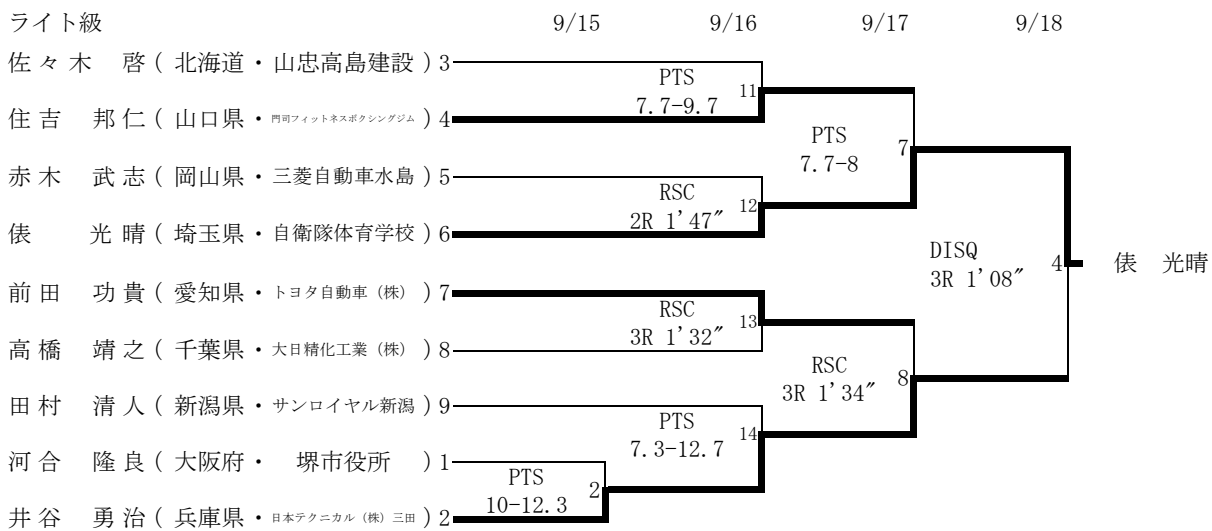 ライト級 9/15 9/16 9/17 9/18
佐々木 啓(北海道・山忠高島建設)3
PTS
11
7.7-9.7
住吉 邦仁(山口県・門司フィットネスボクシングジム)4
PTS
7
7.7-8
赤木 武志(岡山県・三菱自動車水島)5
RSC
12
2R 1'47″
俵 光晴(埼玉県・自衛隊体育学校)6
DISQ
4 俵 光晴
3R 1'08″
前田 功貴(愛知県・トヨタ自動車(株))7
RSC
13
3R 1'32″
高橋 靖之(千葉県・大日精化工業(株))8
RSC
8
3R 1'34″
田村 清人(新潟県・サンロイヤル新潟)9
PTS
14
7.3-12.7
河合 隆良(大阪府・ 堺市役所 )1
PTS
2
10-12.3
井谷 勇治(兵庫県・日本テクニカル(株)三田)2